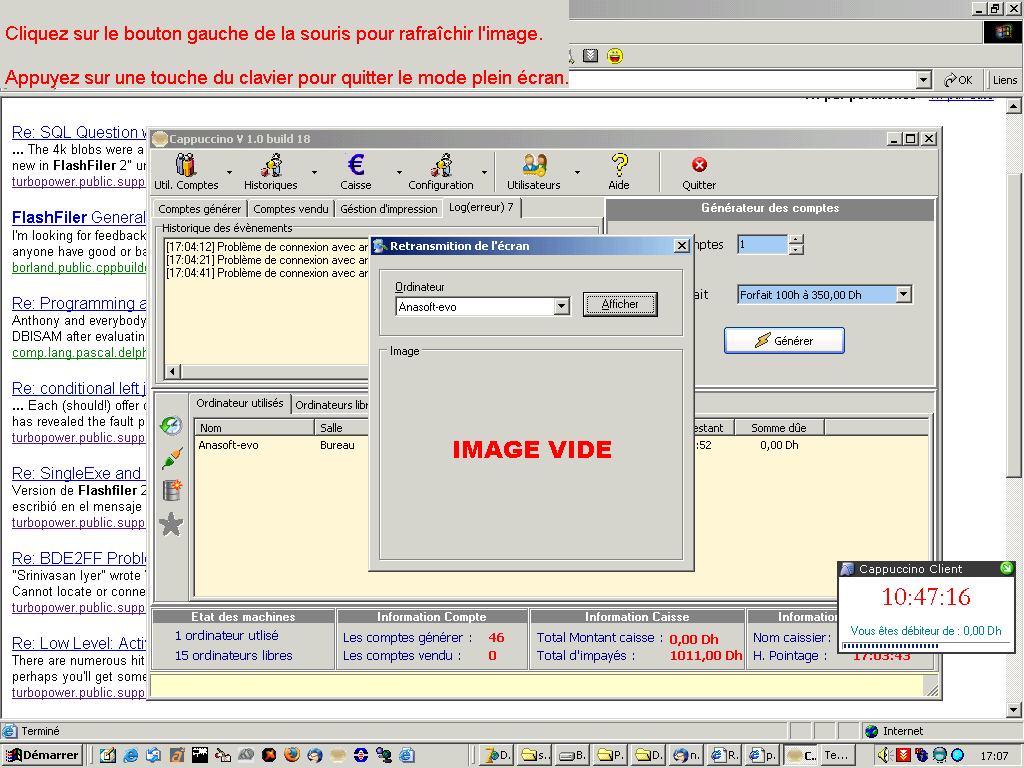 Cliquez sur le bouton gauche de la souris pour rafraîchir l'image.
Appuyez sur une touche du clavier pour quitter le mode plein écran.
OK
Liens
Re: SQL Question
... The 4k blobs were a
new in FlashFiler 2" ur
turbopower.public.supp
FlashFiler General
I'm looking for feedback
anyone have good or ba
borland.public.cppbuilde
Re: Programming a
Anthony and everybody
DBISAM after evaluatin
comp.lang.pascal.delph
Re: conditional left j
... Each (should!) offer
has revealed the fault p
turbopower.public.supp
Re: SingleExe and
Version de Flashfiler 2
escribió en el mensaje
turbopower.public.supp
Re: BDE2FF Proble
"Srinivasan Iyer" wrote
Cannot locate or conne
turbopower.public.supp
Re: Low Level: Activ
There are numerous hit
perhaps you'll get some
turbopower.public.supp
Cappuccino V 1.0 build 18
Util. Comptes
Historiques
Caisse
Configuration
Utilisateurs
Aide
Quitter
Comptes générer
Comptes vendu
Géstion d'impression
Log(erreur) 7
Historique des évènements
[17:04:12] Problème de connexion avec ar
[17:04:21] Problème de connexion avec ar
[17:04:41] Problème de connexion avec ar
Générateur des comptes
mptes
1
ait
Forfait 100h à 350,00 Dh
Générer
Retransmition de l'écran
Ordinateur
Anasoft-evo
Afficher
Image
IMAGE VIDE
Ordinateur utilisés
Ordinateurs libr
Nom
Salle
estant
Somme dûe
Anasoft-evo
Bureau
:52
0,00 Dh
Etat des machines
1 ordinateur utlisé
15 ordinateurs libres
Information Compte
Les comptes générer :
46
Les comptes vendu :
0
Information Caisse
Total Montant caisse :
0,00 Dh
Total d'impayés :
1011,00 Dh
Informatio
Nom caissier:
H. Pointage :
17:03:43
Cappuccino Client
10:47:16
Vous êtes débiteur de : 0,00 Dh
Terminé
Internet
Démarrer
D.
s..
B.
P.
D.
n.
R.
p.
C.
Te...
17:07